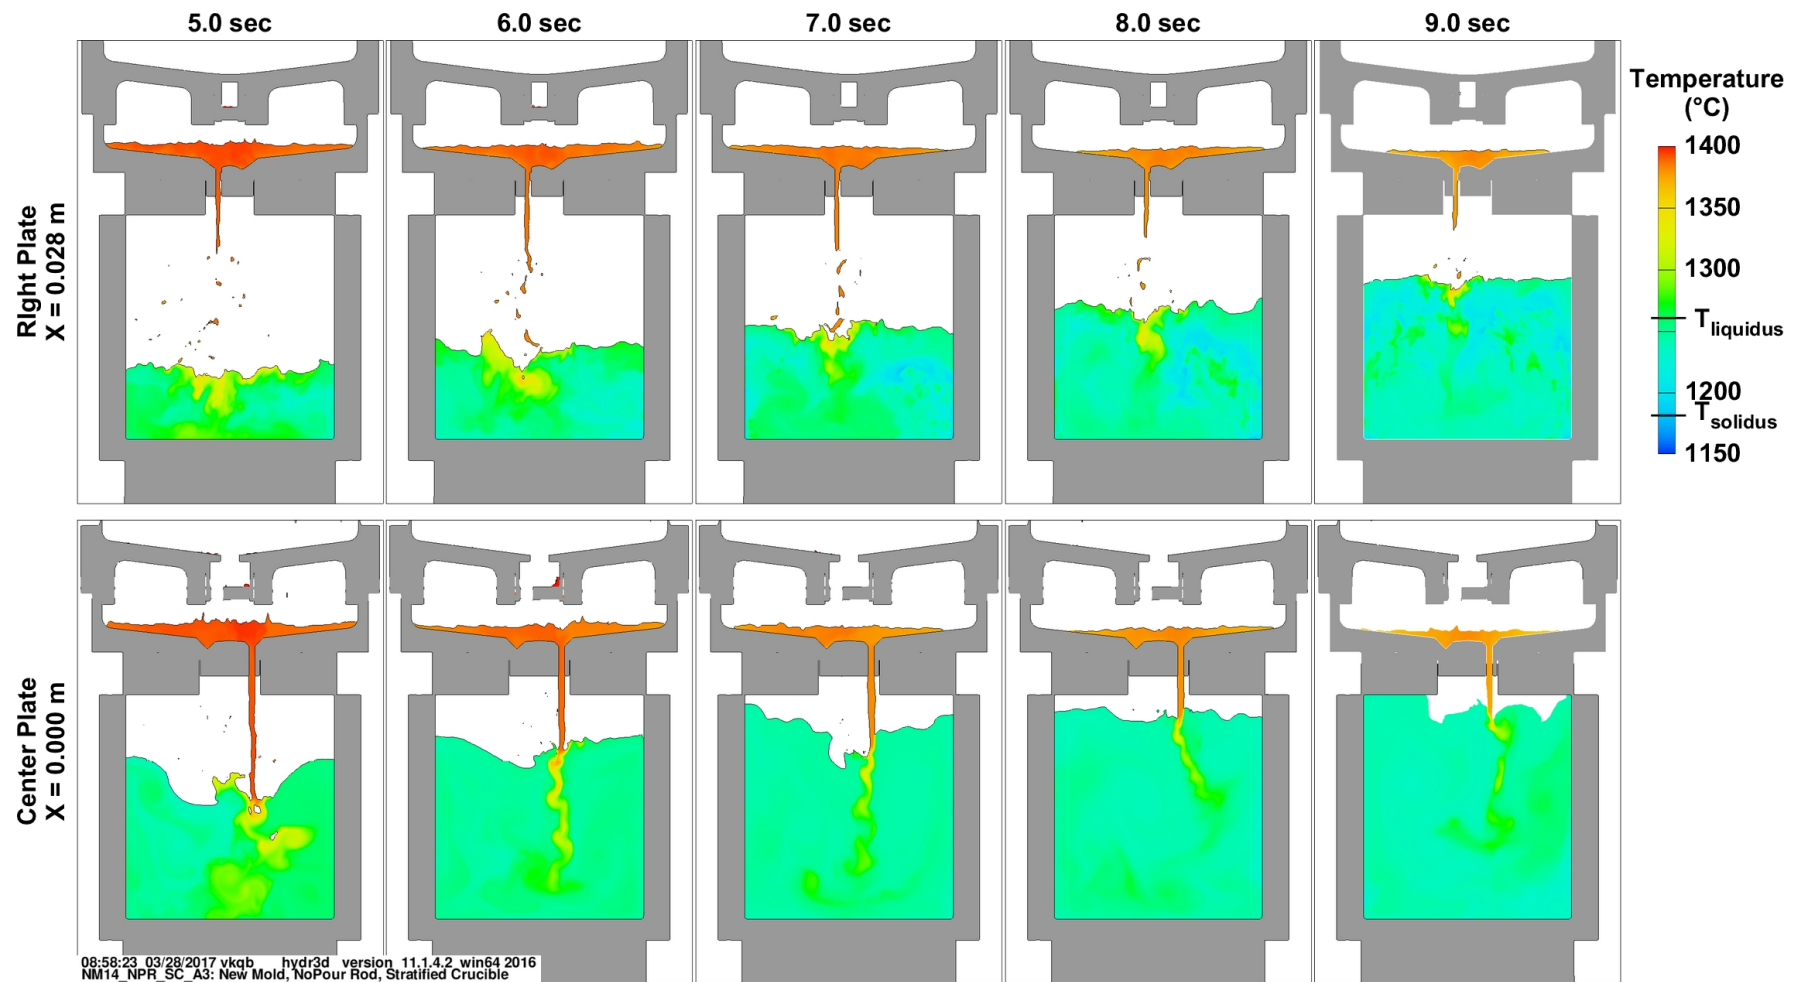 5.0 sec 6.0 sec 7.0 sec 8.0 sec 9.0 sec
Temperature
(°C)
1400
1350
1300
T liquidus
1200
T solidus
1150
RIght Plate
X = 0.028 m
Center Plate
X = 0.000 m
08:58:23 03/28/2017 vkqb hydr3d version 11.1.4.2 win64 2016
NM14_NPR_SC_A3: New Mold, NoPour Rod, Stratified Crucible